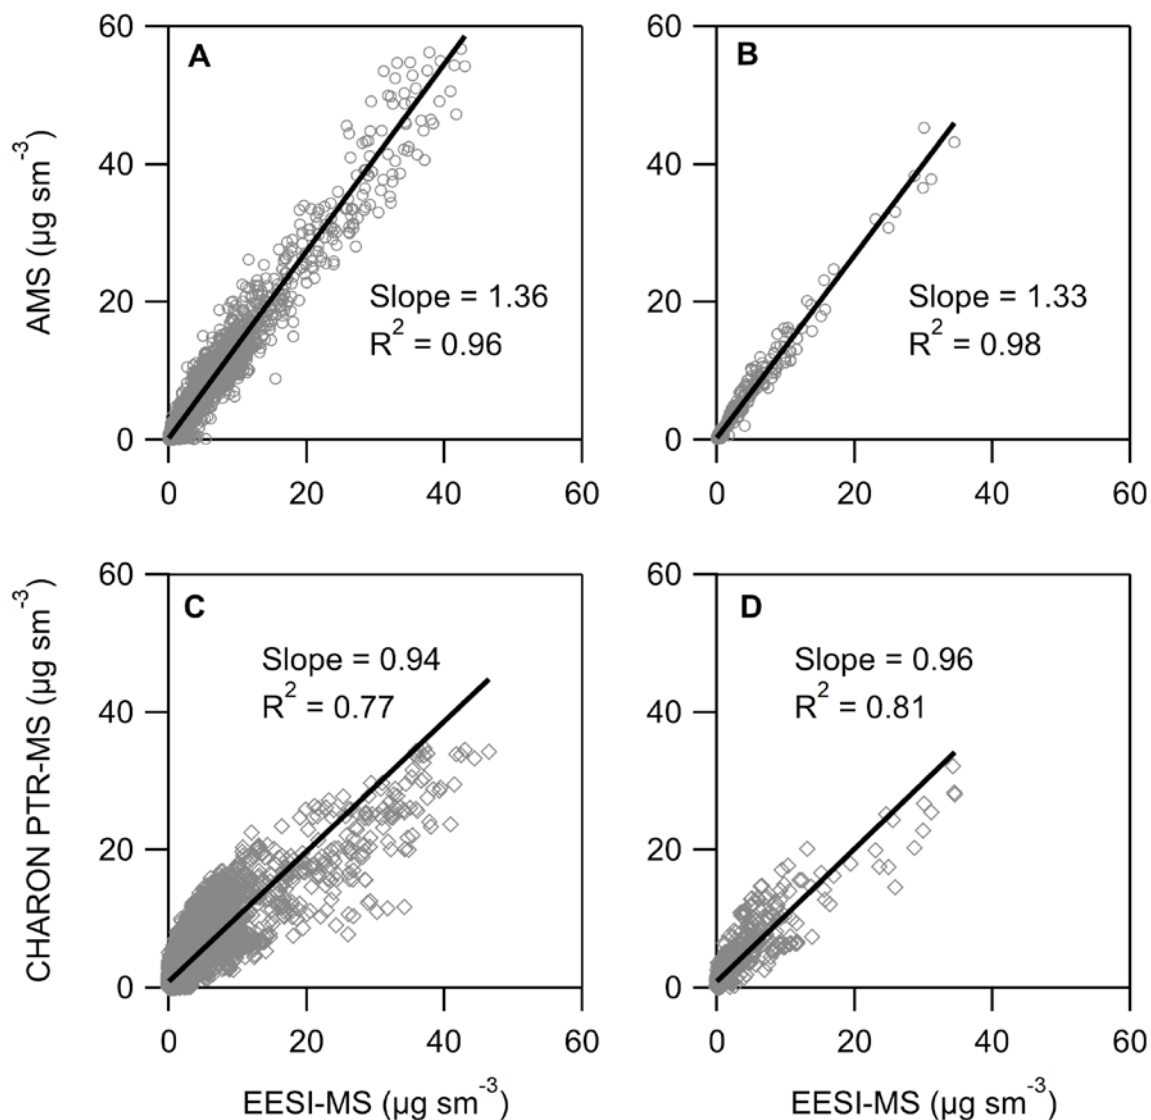 60
40
20
0
AMS (µg sm⁻³)
A
Slope = 1.36
R² = 0.96
0 20 40 60
60
40
20
0
B
Slope = 1.33
R² = 0.98
0 20 40 60
60
40
20
0
CHARON PTR-MS (µg sm⁻³)
C
Slope = 0.94
R² = 0.77
0 20 40 60
EESI-MS (µg sm⁻³)
60
40
20
0
D
Slope = 0.96
R² = 0.81
0 20 40 60
EESI-MS (µg sm⁻³)